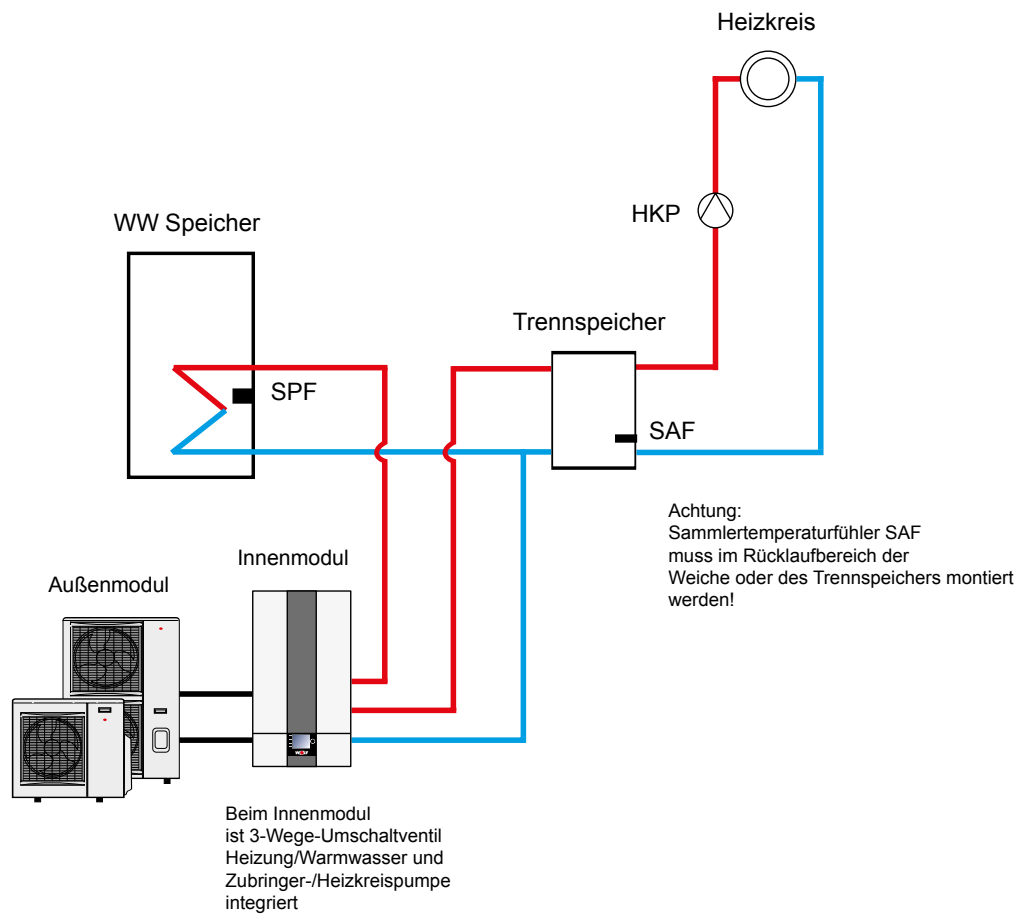 Heizkreis
HKP
WW Speicher
Trennspeicher
SPF
SAF
Achtung:
Sammlertemperaturfühler SAF
muss im Rücklaufbereich der
Weiche oder des Trennspeichers montiert
werden!
Innenmodul
Außenmodul
WOLF
Beim Innenmodul
ist 3-Wege-Umschaltventil
Heizung/Warmwasser und
Zubringer-/Heizkreispumpe
integriert